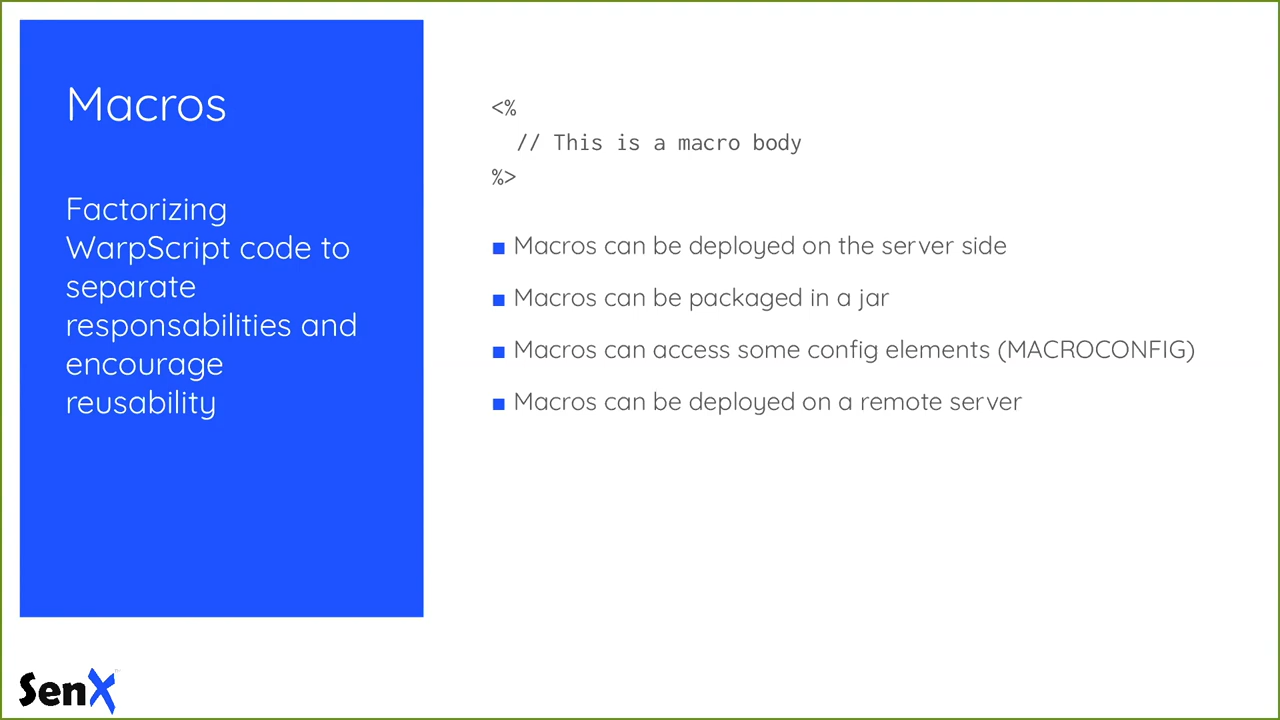 Macros
Factorizing
WarpScript code to
separate
responsabilities and
encourage
reusability
<%
// This is a macro body
%>
■ Macros can be deployed on the server side
■ Macros can be packaged in a jar
■ Macros can access some config elements (MACROCONFIG)
■ Macros can be deployed on a remote server
SenX